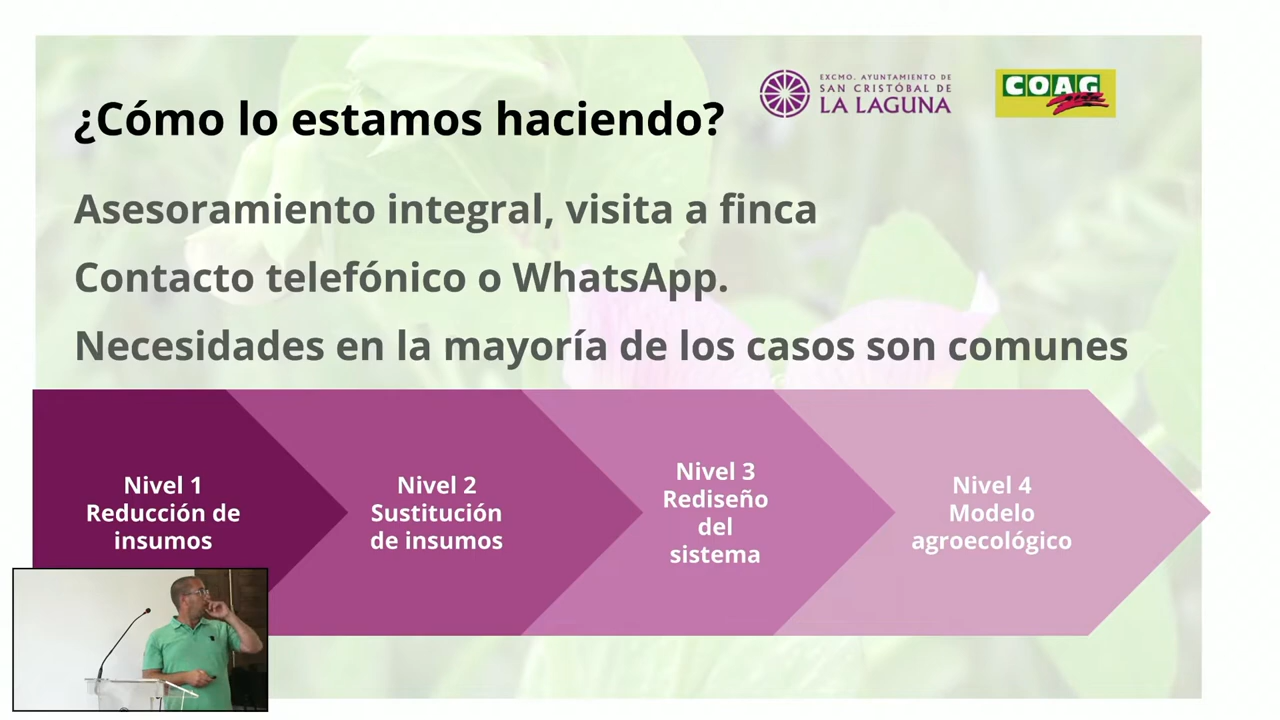 ¿Cómo lo estamos haciendo?
EXCMO. AYUNTAMIENTO DE
SAN CRISTÓBAL DE
LA LAGUNA
COAG
Asesoramiento integral, visita a finca
Contacto telefónico o WhatsApp.
Necesidades en la mayoría de los casos son comunes
Nivel 1
Reducción de
insumos
Nivel 2
Sustitución
de insumos
Nivel 3
Rediseño
del
sistema
Nivel 4
Modelo
agroecológico